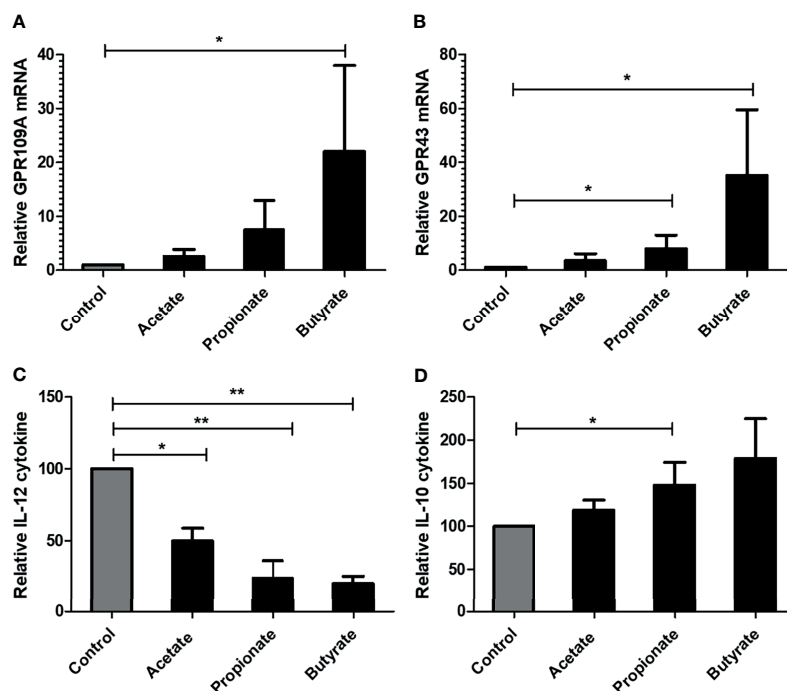 A
*
Relative GPR109A mRNA
40
30
20
10
0
Control
Acetate
Propionate
Butyrate
B
*
*
Relative GPR43 mRNA
80
60
40
20
0
Control
Acetate
Propionate
Butyrate
C
**
**
*
Relative IL-12 cytokine
150
100
50
0
Control
Acetate
Propionate
Butyrate
D
*
Relative IL-10 cytokine
250
200
150
100
50
0
Control
Acetate
Propionate
Butyrate